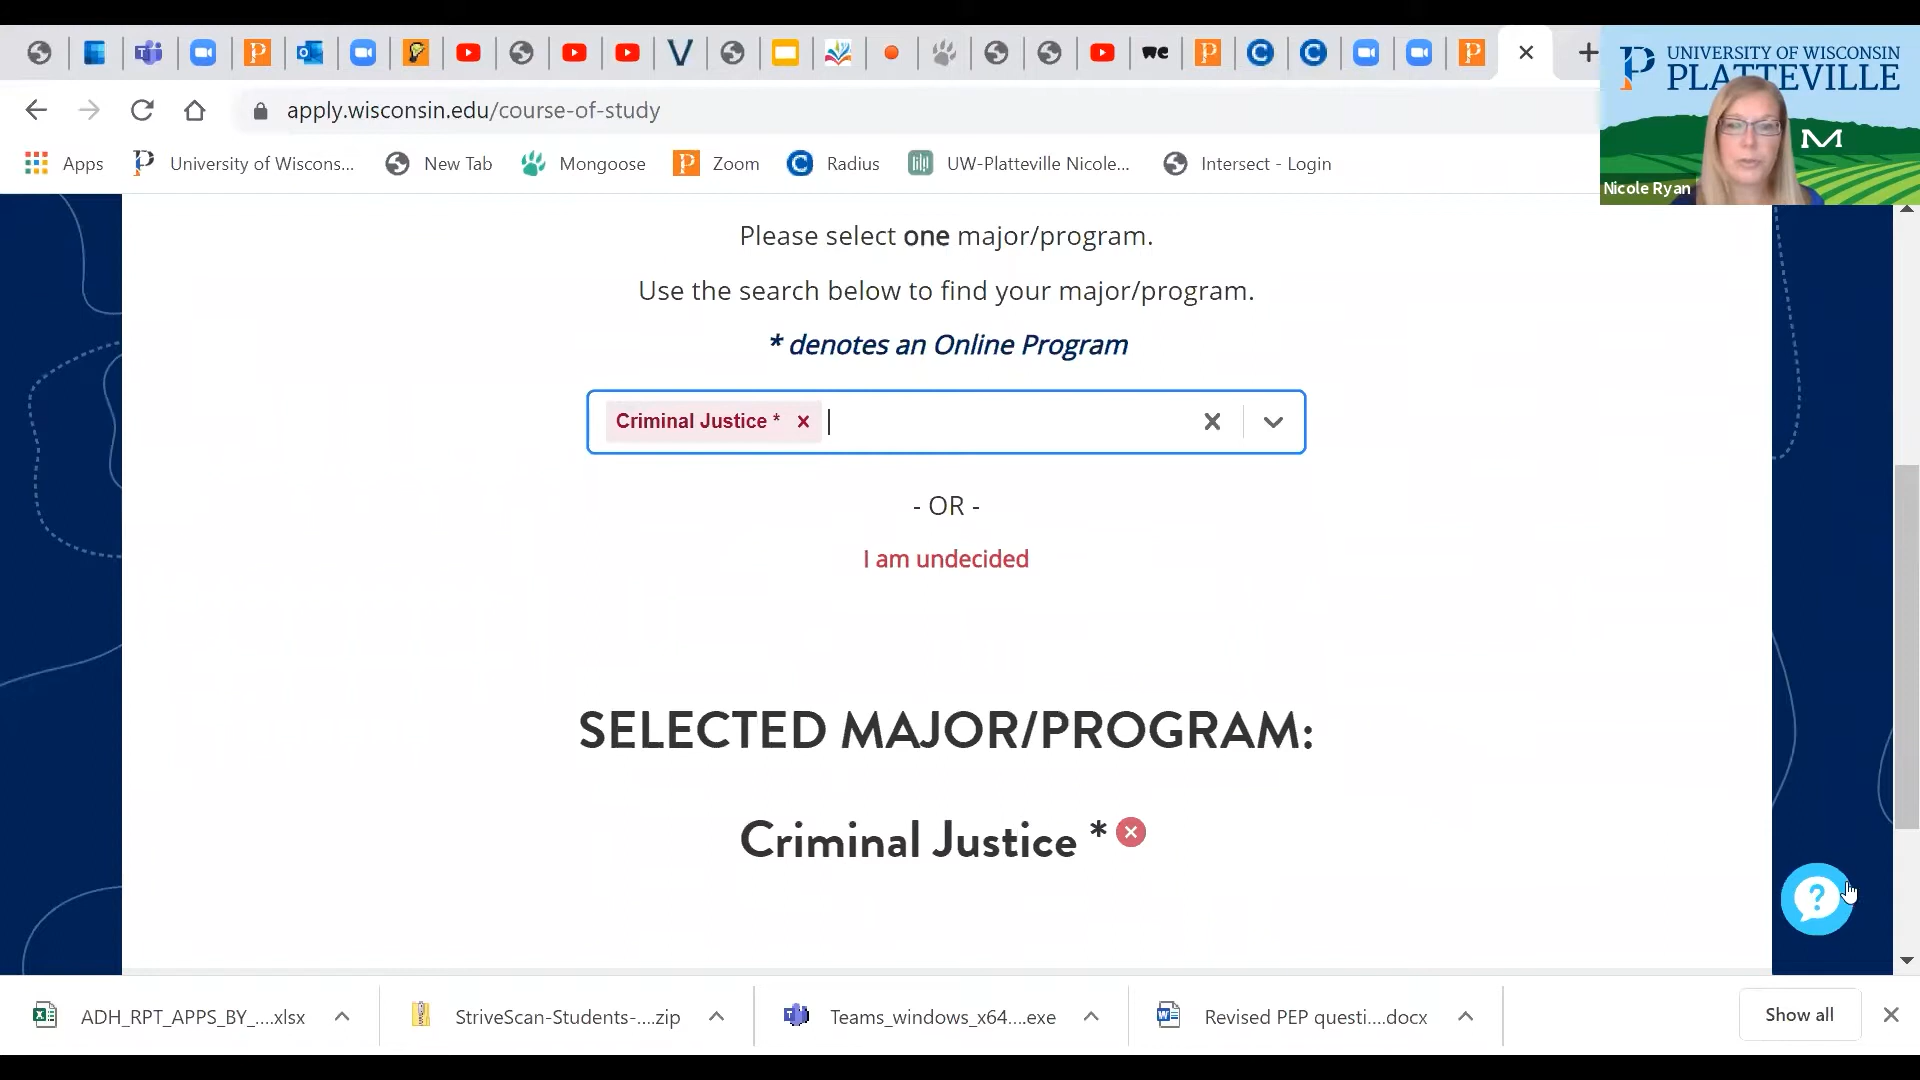 UNIVERSITY OF WISCONSIN
PLATTEVILLE
Nicole Ryan
apply.wisconsin.edu/course-of-study
Apps
University of Wiscons...
New Tab
Mongoose
Zoom
Radius
UW-Platteville Nicole...
Intersect - Login
Please select one major/program.
Use the search below to find your major/program.
* denotes an Online Program
Criminal Justice *
- OR -
I am undecided
SELECTED MAJOR/PROGRAM:
Criminal Justice *
ADH_RPT_APPS_BY_....xlsx
StriveScan-Students-....zip
Teams_windows_x64....exe
Revised PEP questi....docx
Show all